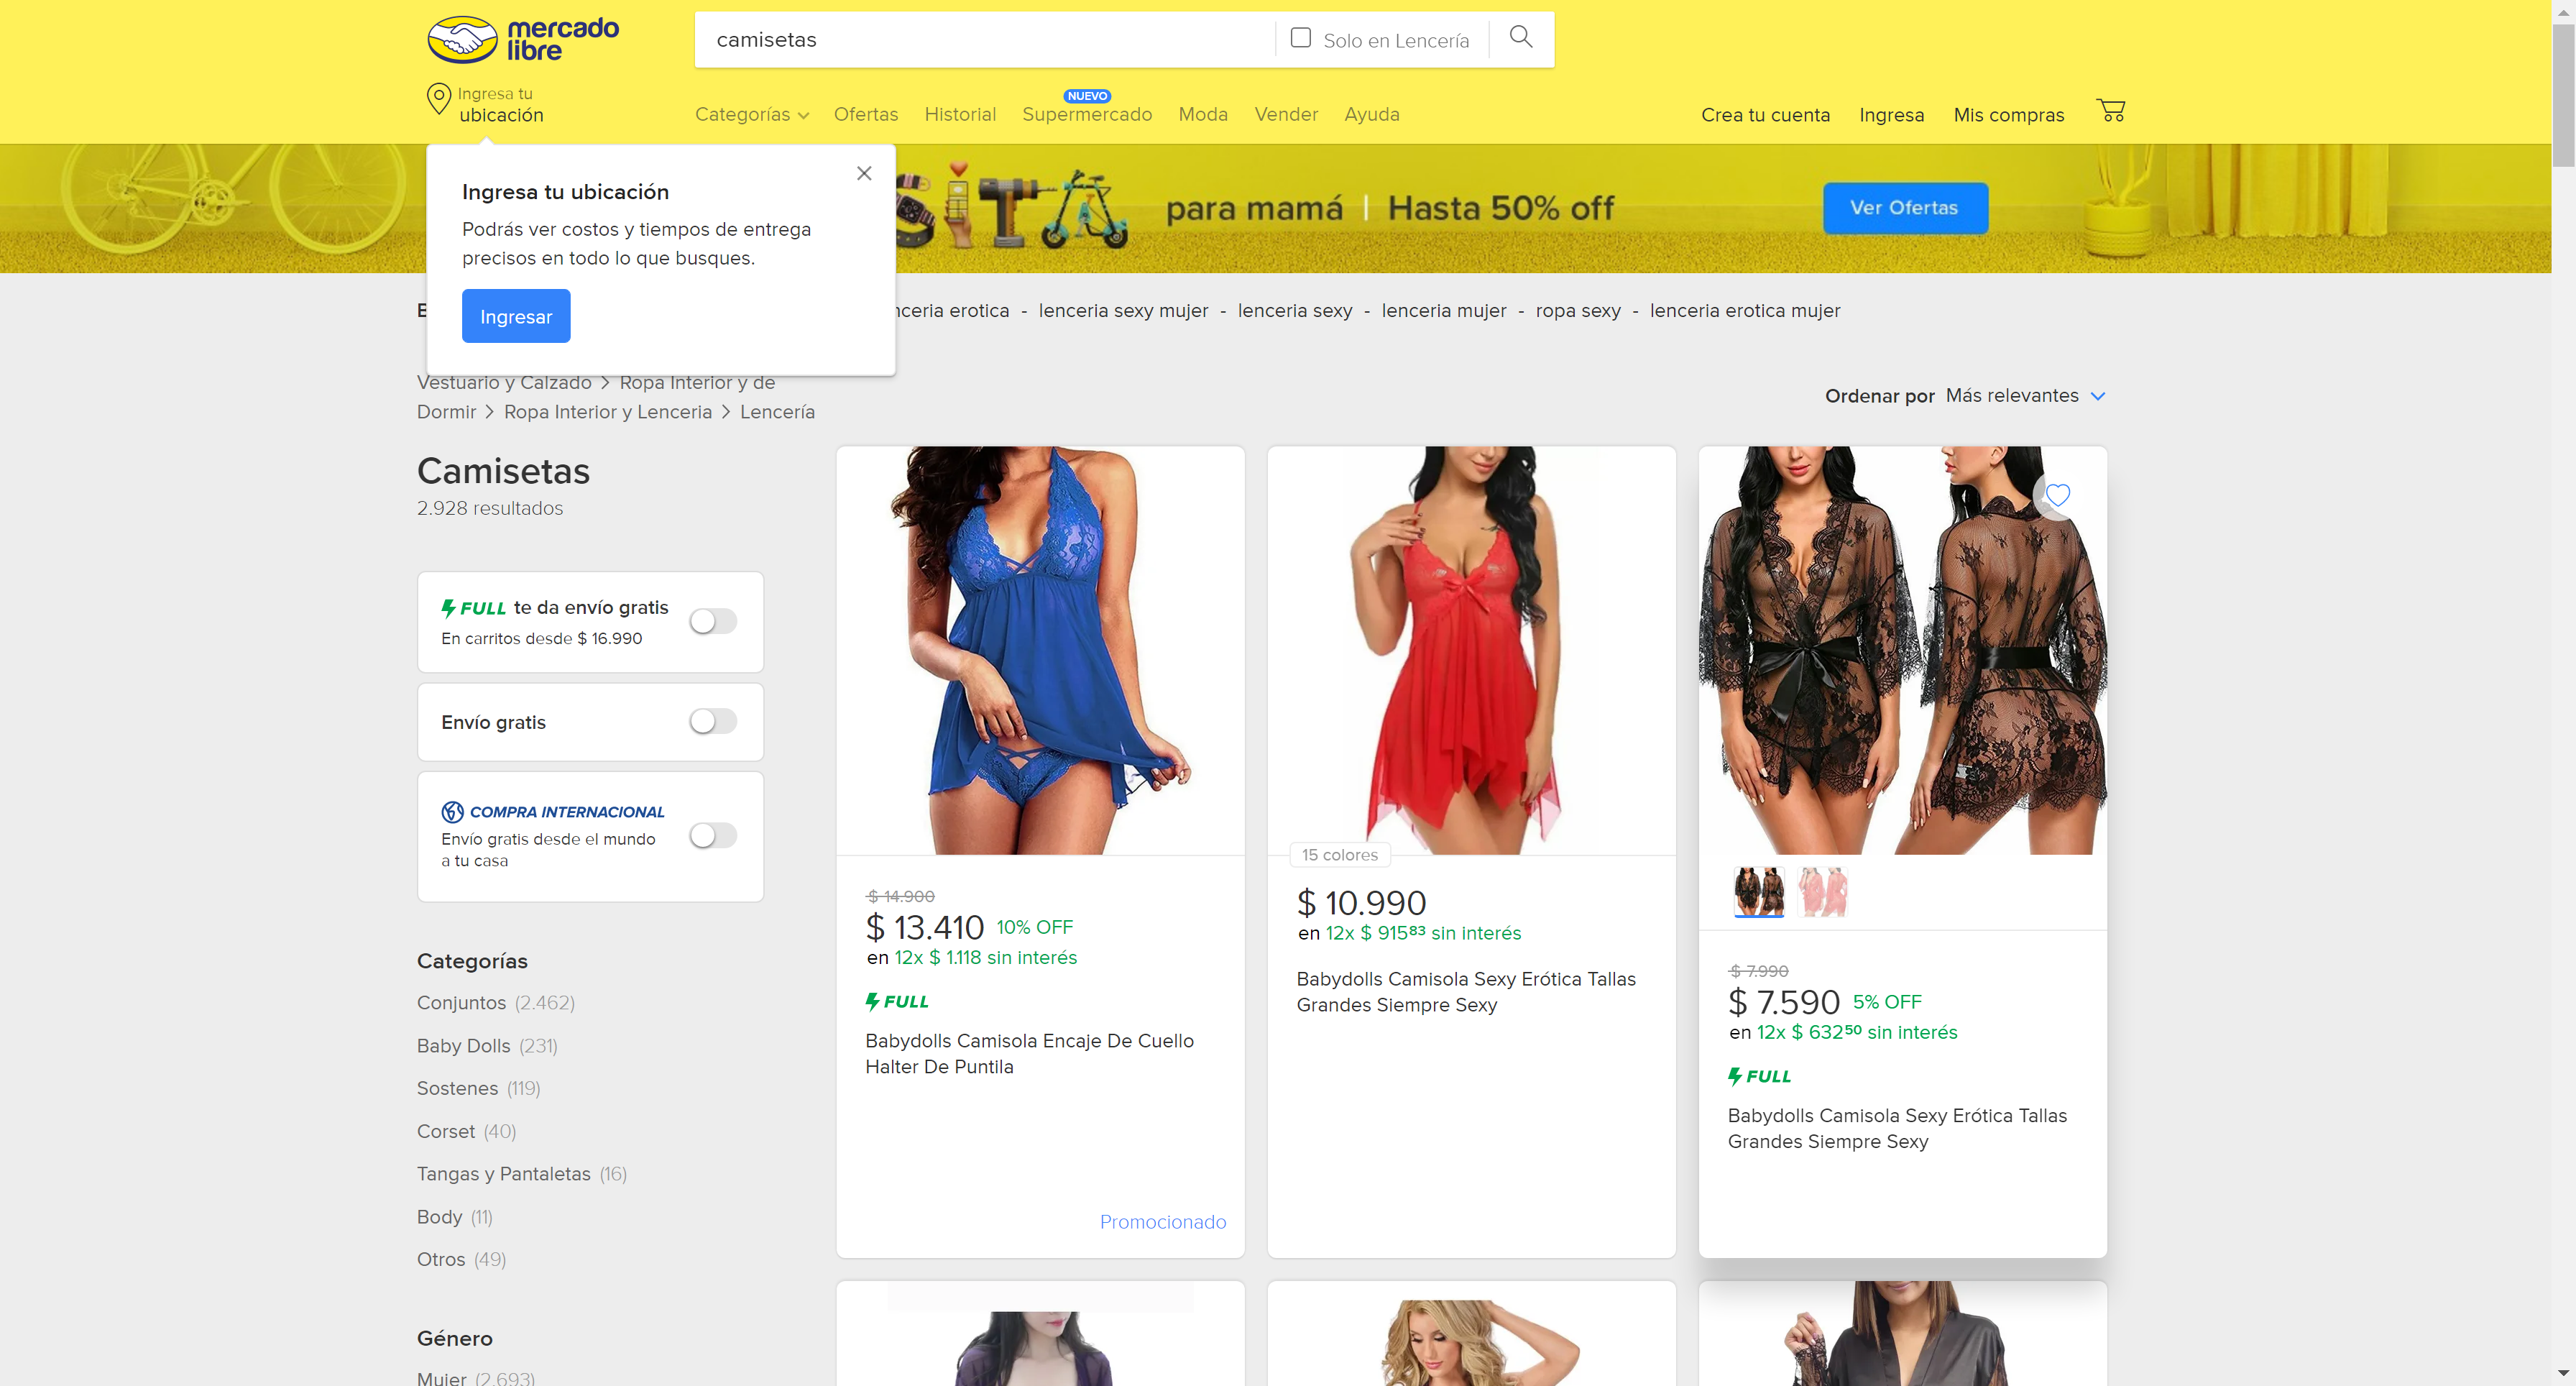 mercado
libre
camisetas
Solo en Lencería
Ingresa tu
ubicación
Categorías
Ofertas
Historial
Supermercado
NUEVO
Moda
Vender
Ayuda
Crea tu cuenta
Ingresa
Mis compras
para mamá | Hasta 50% off
Ver Ofertas
Ingresa tu ubicación
Podrás ver costos y tiempos de entrega
precisos en todo lo que busques.
Ingresar
erotica - lenceria sexy mujer - lenceria sexy - lenceria mujer - ropa sexy - lenceria erotica mujer
Vestuario y Calzado > Ropa Interior y de
Dormir > Ropa Interior y Lenceria > Lencería
Ordenar por Más relevantes
Camisetas
2.928 resultados
FULL te da envío gratis
En carritos desde $ 16.990
Envío gratis
COMPRA INTERNACIONAL
Envío gratis desde el mundo
a tu casa
Categorías
Conjuntos (2.462)
Baby Dolls (231)
Sostenes (119)
Corset (40)
Tangas y Pantaletas (16)
Body (11)
Otros (49)
Género
Mujer (2.693)
$ 14.900
$ 13.410 10% OFF
en 12x $ 1.118 sin interés
FULL
Babydolls Camisola Encaje De Cuello
Halter De Puntila
Promocionado
15 colores
$ 10.990
en 12x $ 915 83 sin interés
Babydolls Camisola Sexy Erótica Tallas
Grandes Siempre Sexy
$ 7.990
$ 7.590 5% OFF
en 12x $ 632 50 sin interés
FULL
Babydolls Camisola Sexy Erótica Tallas
Grandes Siempre Sexy